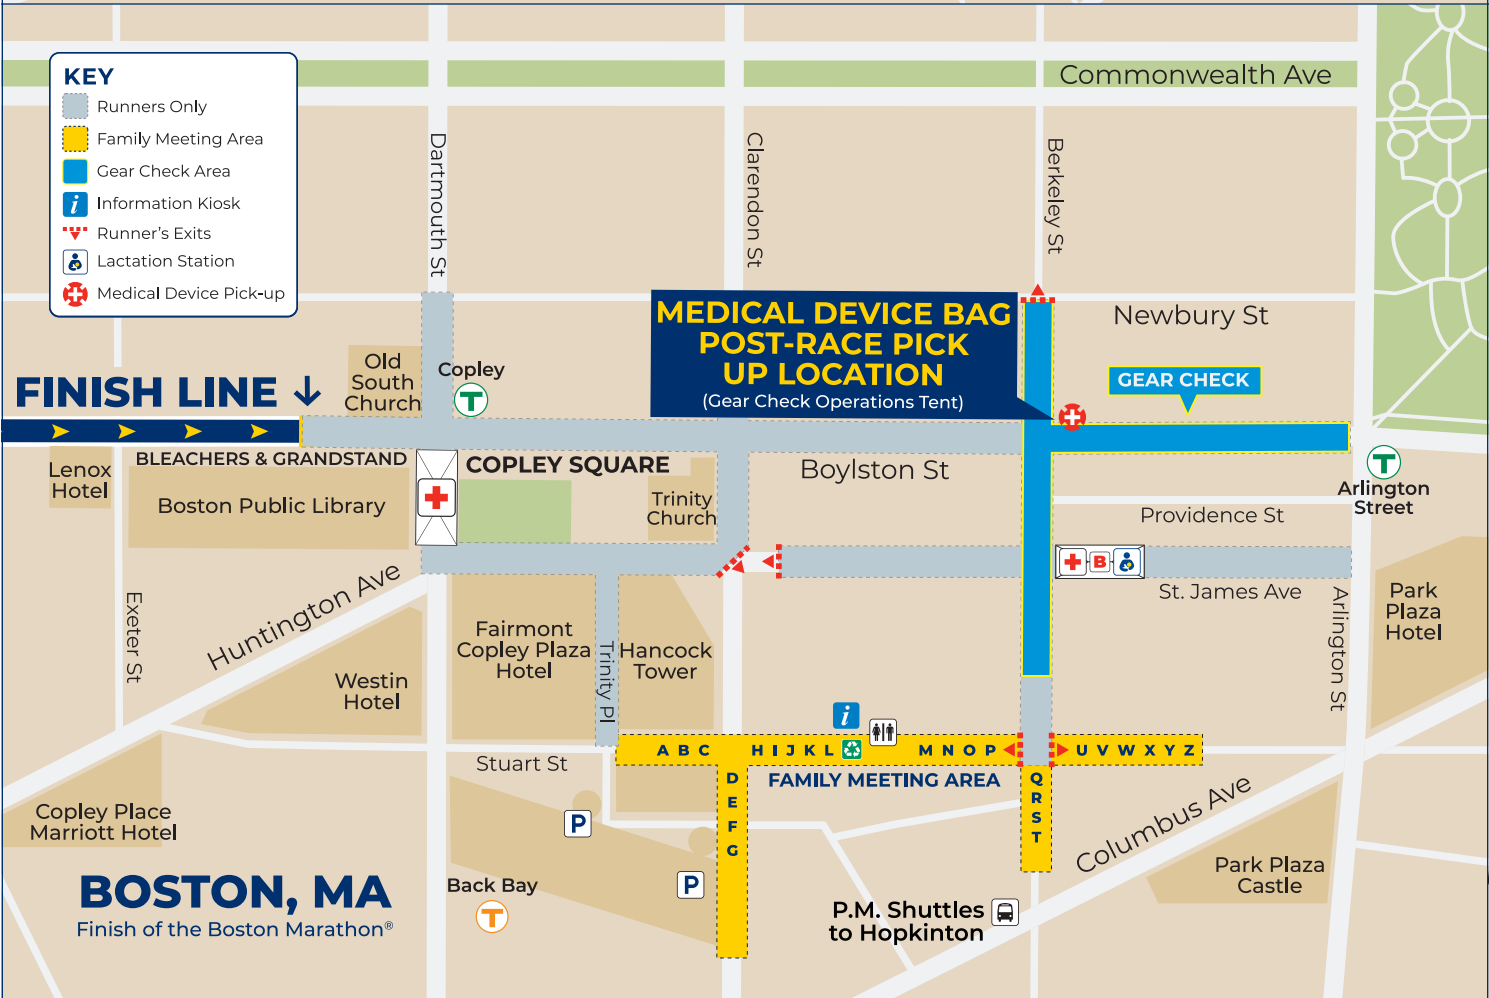 KEY
Runners Only
Family Meeting Area
Gear Check Area
i Information Kiosk
Runner's Exits
Lactation Station
Medical Device Pick-up
Commonwealth Ave
Dartmouth St
Clarendon St
Berkeley St
MEDICAL DEVICE BAG
POST-RACE PICK
UP LOCATION
(Gear Check Operations Tent)
Newbury St
GEAR CHECK
Old
South
Church
Copley
T
FINISH LINE ↓
BLEACHERS & GRANDSTAND
COPLEY SQUARE
Boylston St
Lenox
Hotel
Boston Public Library
Trinity
Church
T
Arlington
Street
Providence St
B
St. James Ave
Exeter St
Huntington Ave
Westin
Hotel
Fairmont
Copley Plaza
Hotel
Trinity Pl
Hancock
Tower
Arlington St
Park
Plaza
Hotel
i
A B C
H I J K L
M N O P
U V W X Y Z
Stuart St
D
E
F
G
FAMILY MEETING AREA
Q
R
S
T
Columbus Ave
Copley Place
Marriott Hotel
P
P
Park Plaza
Castle
BOSTON, MA
Finish of the Boston Marathon®
Back Bay
T
P.M. Shuttles
to Hopkinton